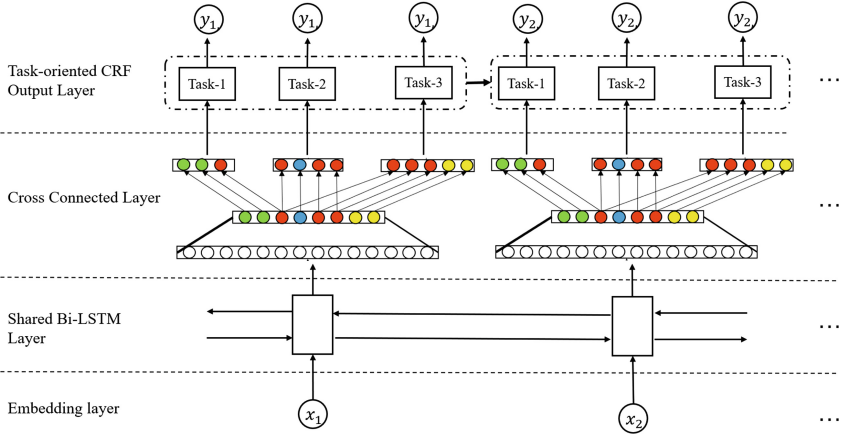 y₁, y₁, y₁, y₂, y₂, y₂,
Task-oriented CRF
Output Layer
Task-1 Task-2 Task-3 Task-1 Task-2 Task-3 ...
Cross Connected Layer ...
Shared Bi-LSTM
Layer ...
Embedding layer x₁ x₂ ...